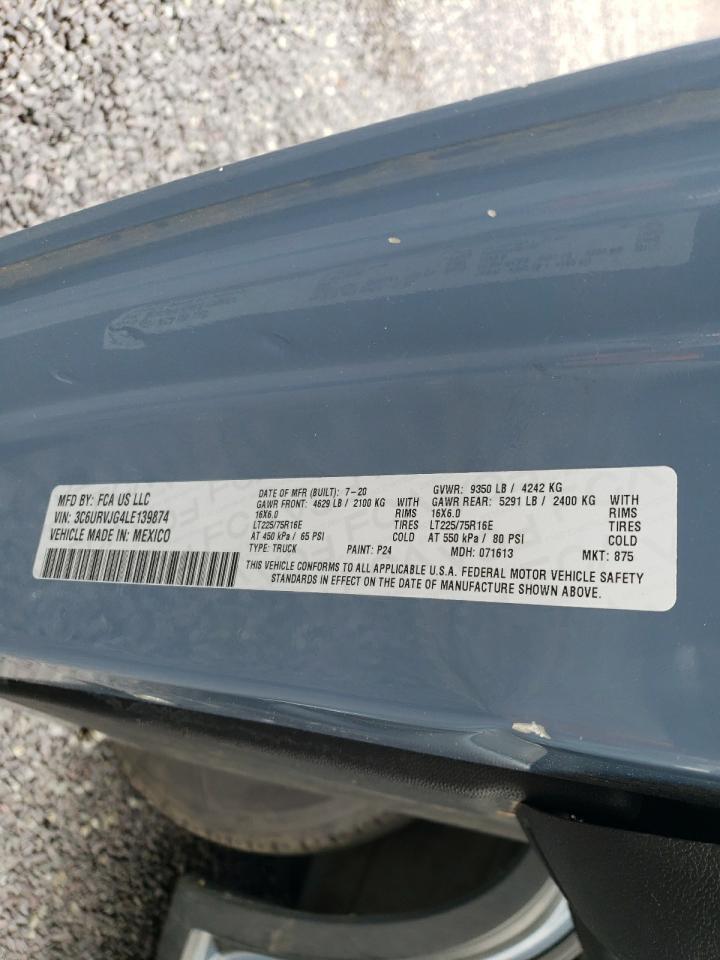 MFD BY: FCA US LLC
VIN: 3C6URVJG4LE139874
VEHICLE MADE IN: MEXICO
DATE OF MFR (BUILT): 7-20
GVWR: 9350 LB / 4242 KG
GAWR FRONT: 4629 LB / 2100 KG WITH
GAWR REAR: 5291 LB / 2400 KG WITH
16X6.0 RIMS
16X6.0 RIMS
LT225/75R16E TIRES
LT225/75R16E TIRES
AT 450 kPa / 65 PSI COLD
AT 550 kPa / 80 PSI COLD
TYPE: TRUCK PAINT: P24 MDH: 071613 MKT: 875
THIS VEHICLE CONFORMS TO ALL APPLICABLE U.S.A. FEDERAL MOTOR VEHICLE SAFETY
STANDARDS IN EFFECT ON THE DATE OF MANUFACTURE SHOWN ABOVE.